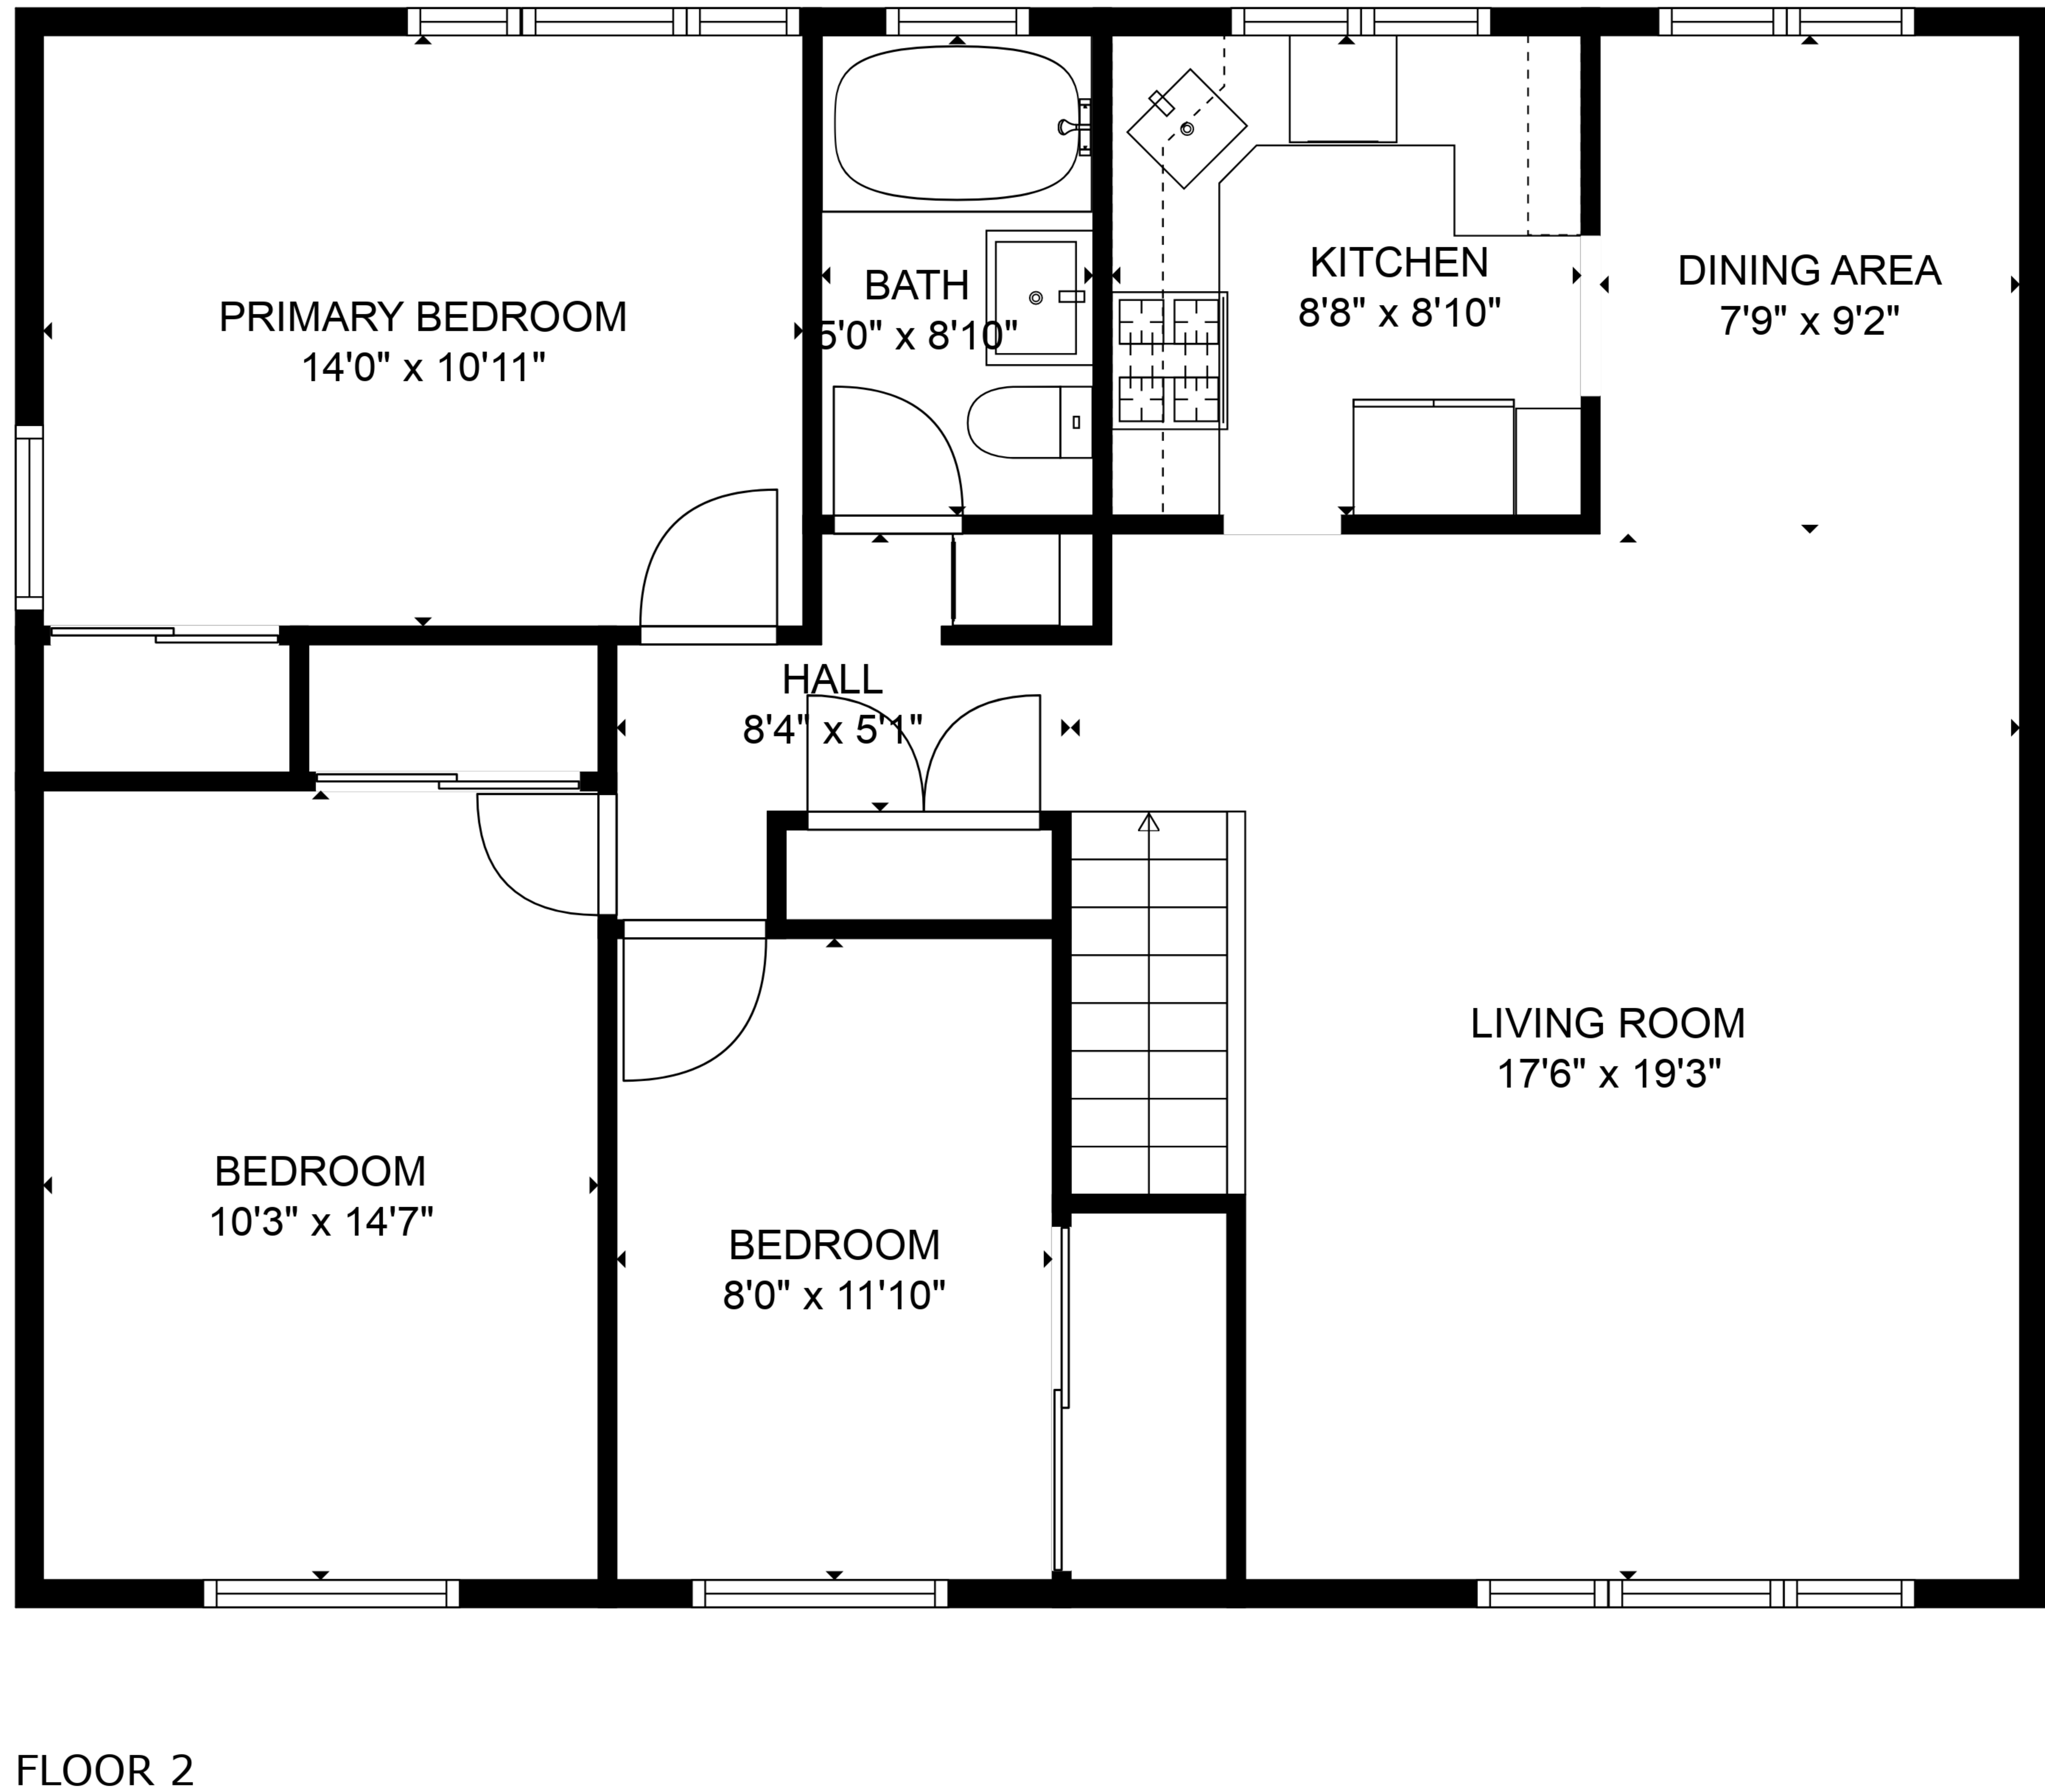 PRIMARY BEDROOM
14'0" x 10'11"
BATH
5'0" x 8'10"
KITCHEN
8'8" x 8'10"
DINING AREA
7'9" x 9'2"
HALL
8'4" x 5'1"
LIVING ROOM
17'6" x 19'3"
BEDROOM
10'3" x 14'7"
BEDROOM
8'0" x 11'10"
FLOOR 2